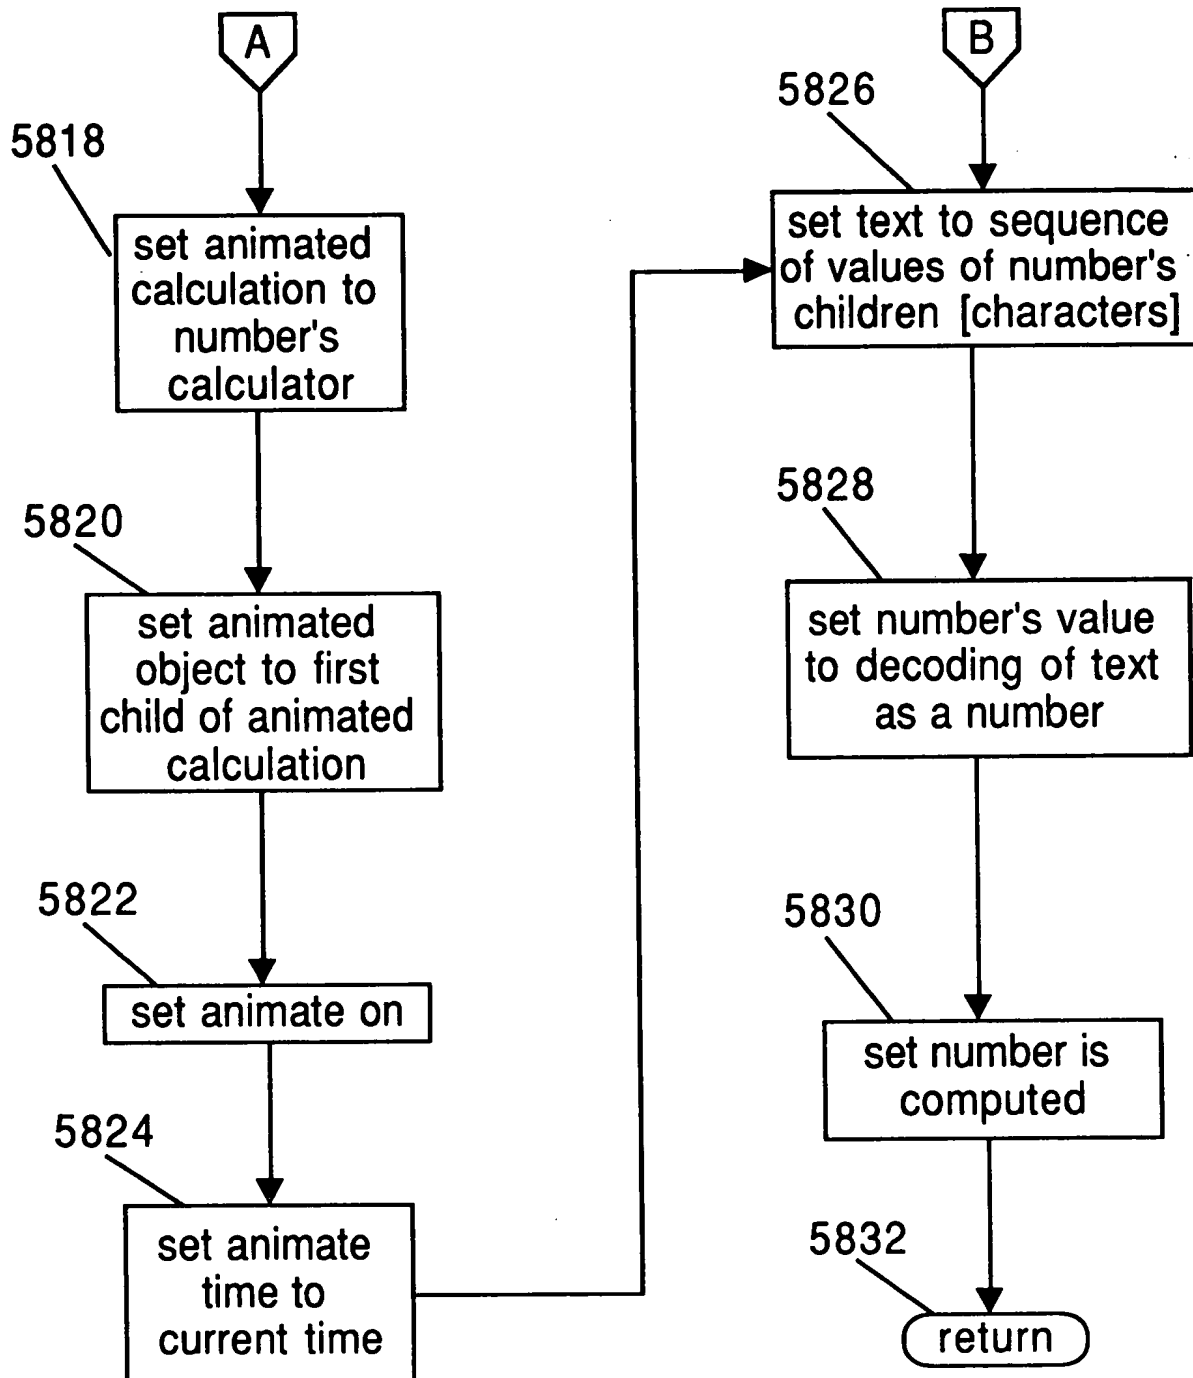 A
5818
set animated
calculation to
number's
calculator
5820
set animated
object to first
child of animated
calculation
5822
set animate on
5824
set animate
time to
current time
B
5826
set text to sequence
of values of number's
children [characters]
5828
set number's value
to decoding of text
as a number
5830
set number is
computed
5832
return